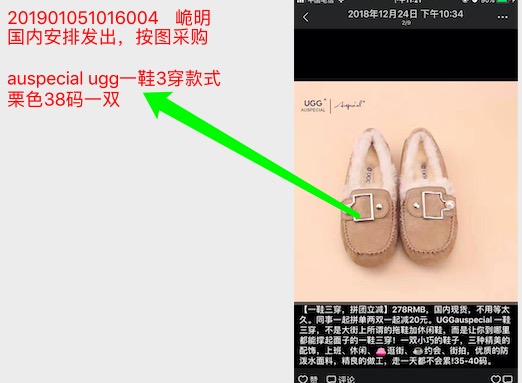 201901051016004 峗明
国内安排发出，按图采购
auspecial ugg一鞋3穿款式
栗色38码一双
2018年12月24日 下午10:34
2/9
UGG Auspecial
AUSPECIAL
【一鞋三穿，拼团立减】278RMB，国内现货，不用等太
久。同事一起拼单两双一起减20元。UGGauspecial 一鞋
三穿，不是大街上所谓的拖鞋加休闲鞋，而是让你到哪里
都能撑起面子的一鞋三穿！一双小巧的鞋子，三种精美的
配饰，上班、休闲、👛逛街、☕约会、街拍，优质的防
泼水面料，精良的做工，走一天都不会累!35-40码。
赞 评论